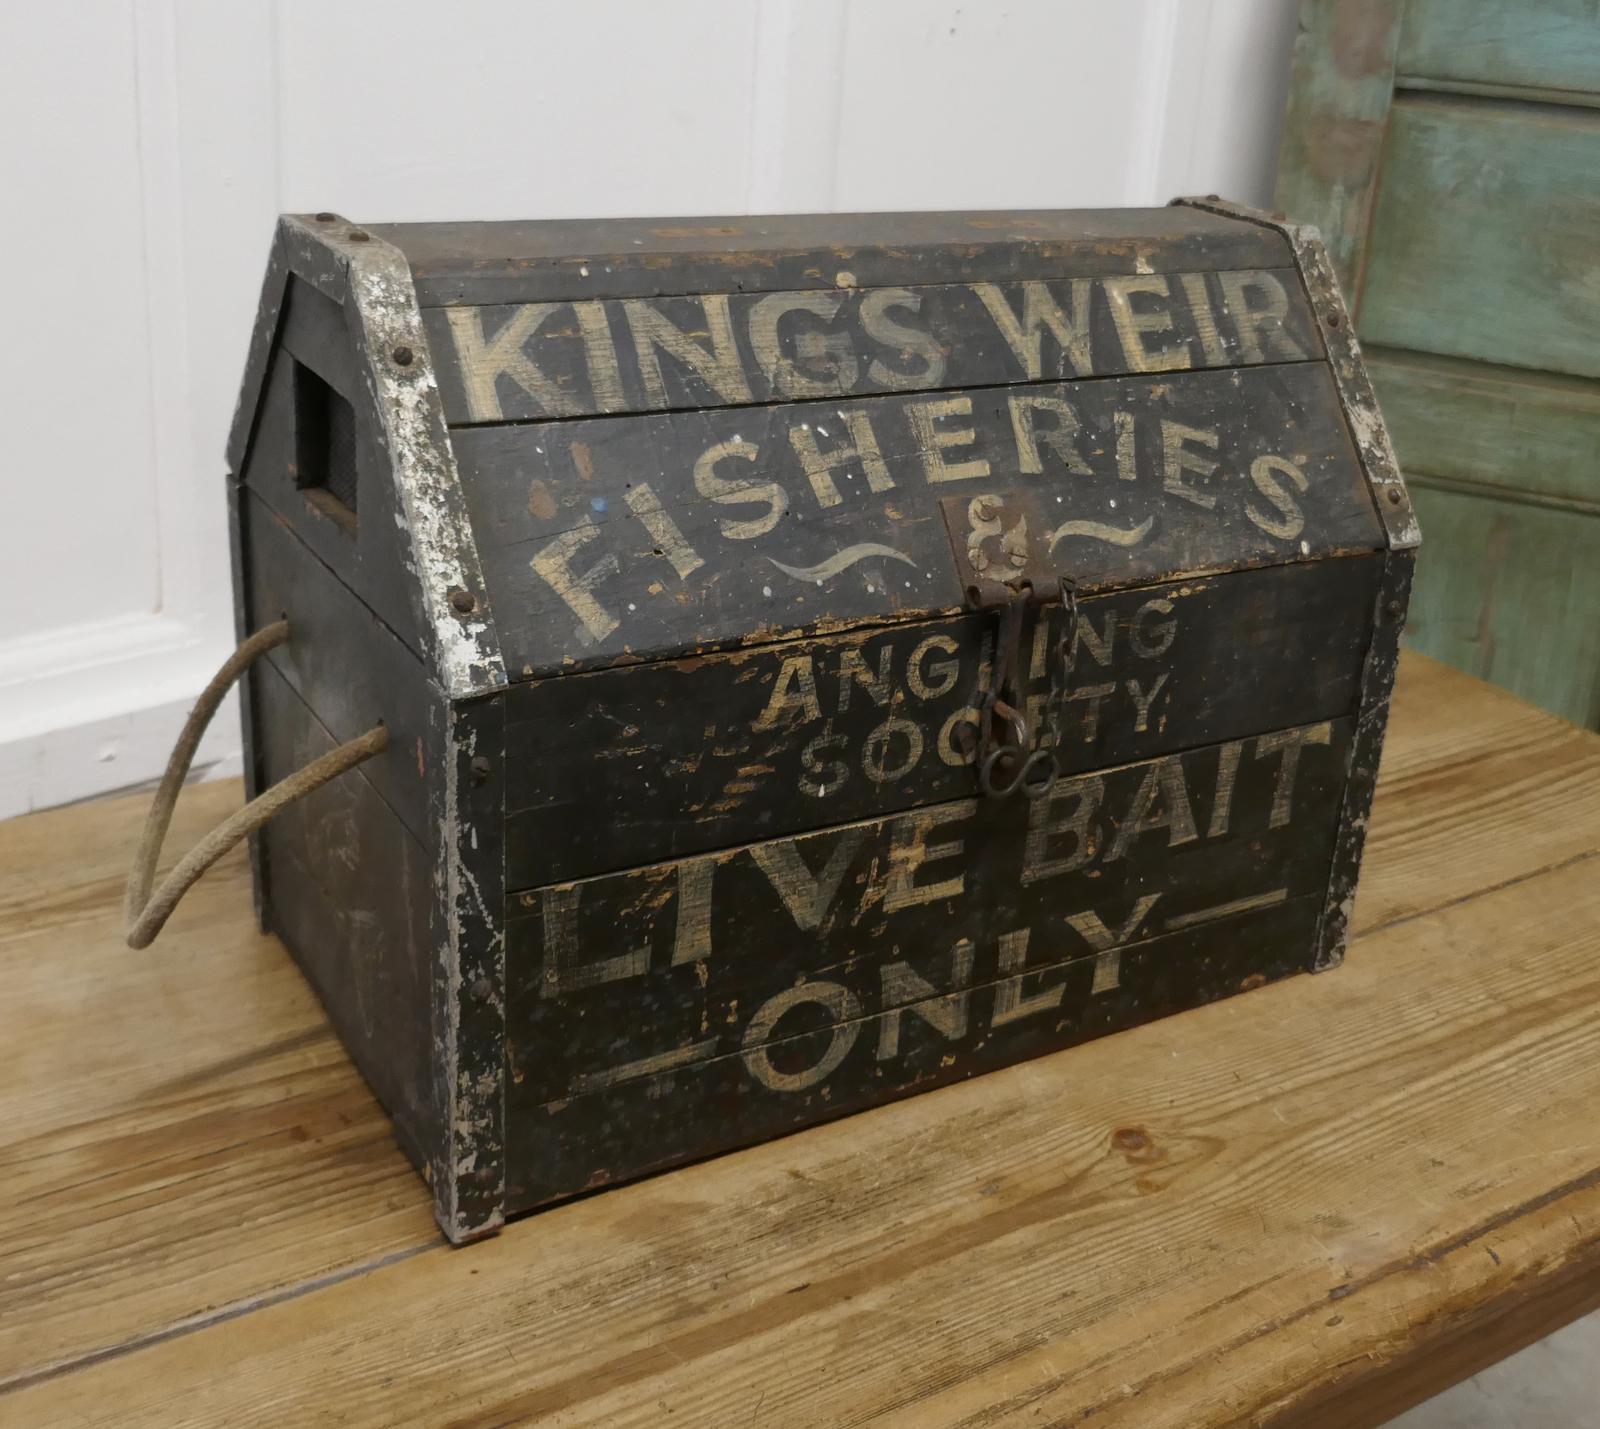 KINGS WEIR
FISHERIES
&
ANGLING
SOCIETY
LIVE BAIT
ONLY